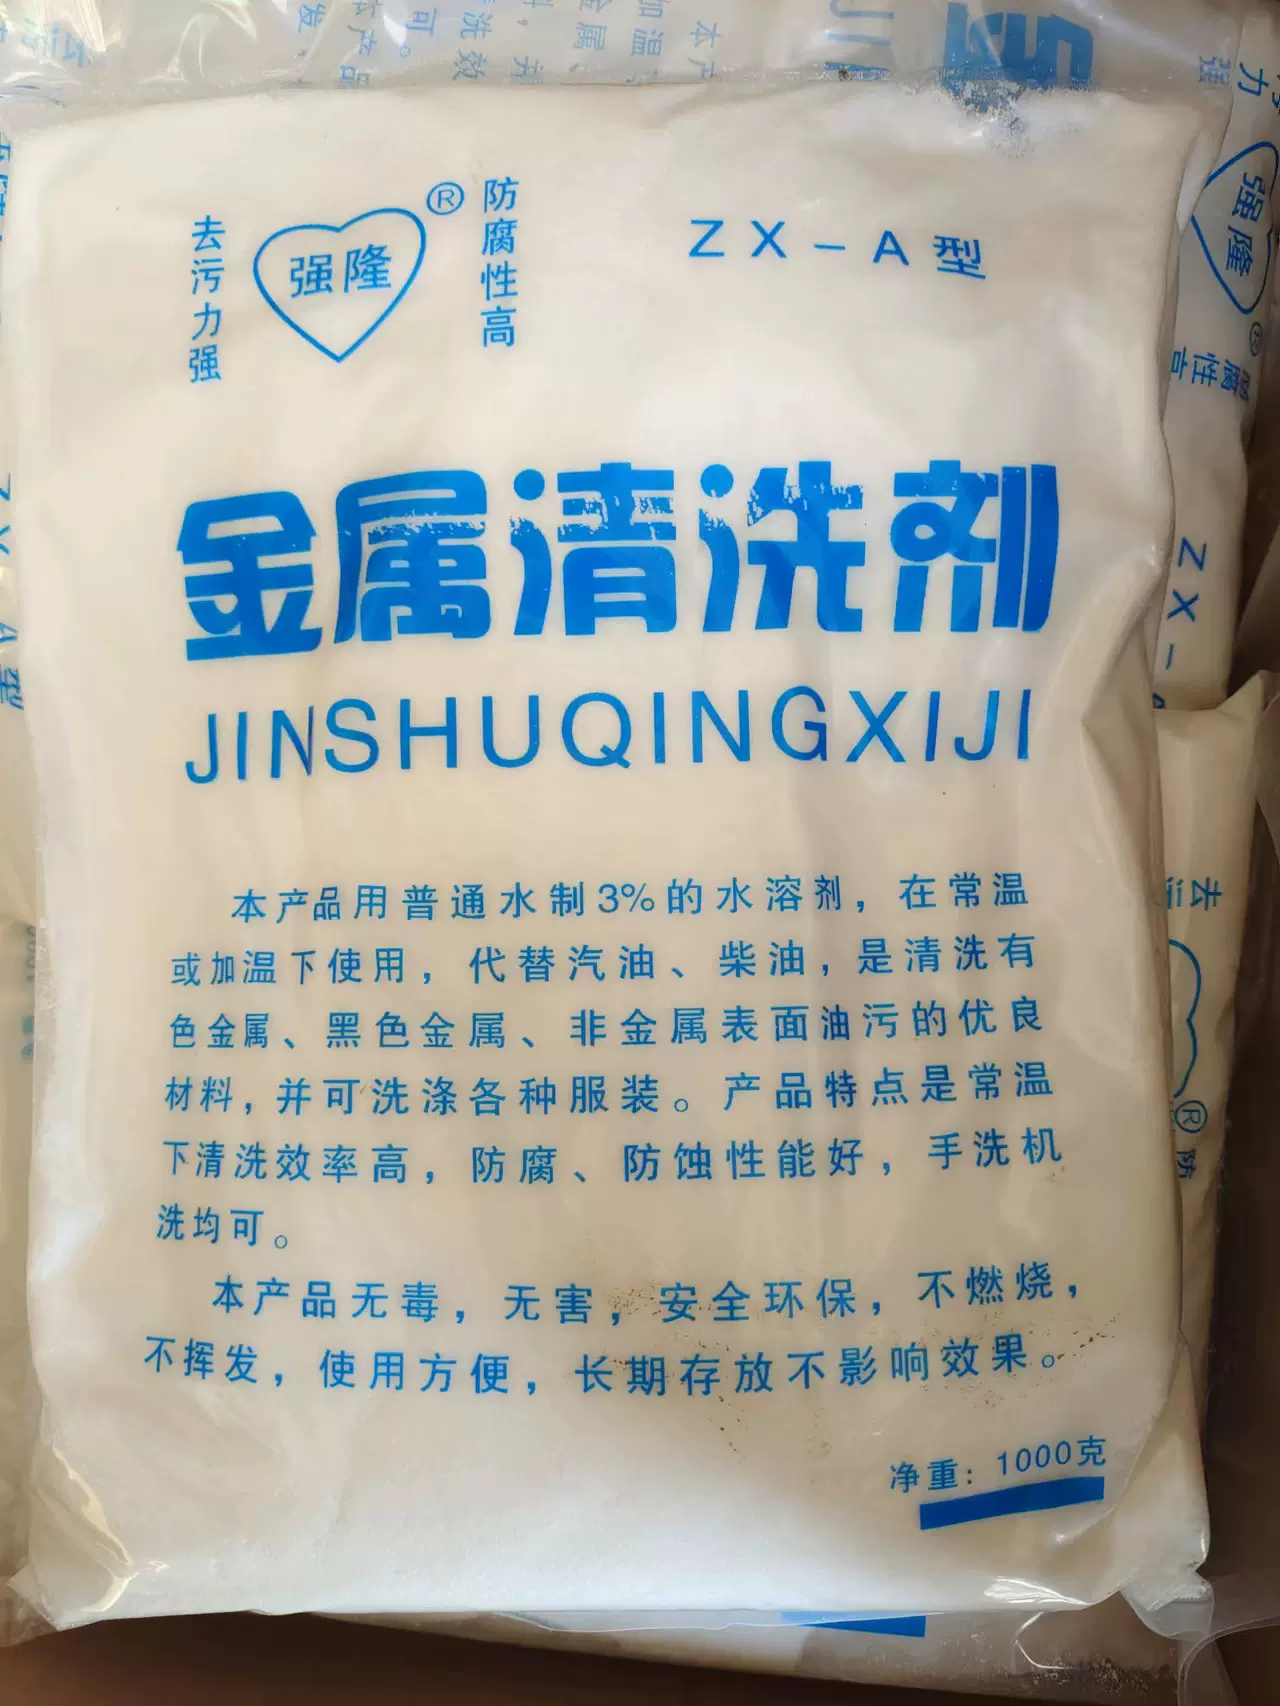 去污力强
强隆
®
防腐性高
ZX-A型
金属清洗剂
JINSHUQINGXIJI
本产品用普通水制3%的水溶剂，在常温
或加温下使用，代替汽油、柴油，是清洗有
色金属、黑色金属、非金属表面油污的优良
材料，并可洗涤各种服装。产品特点是常温
下清洗效率高，防腐、防蚀性能好，手洗机
洗均可。
本产品无毒，无害，安全环保，不燃烧，
不挥发，使用方便，长期存放不影响效果。
净重：1000克
强隆
®
ZX-
去污
®
防